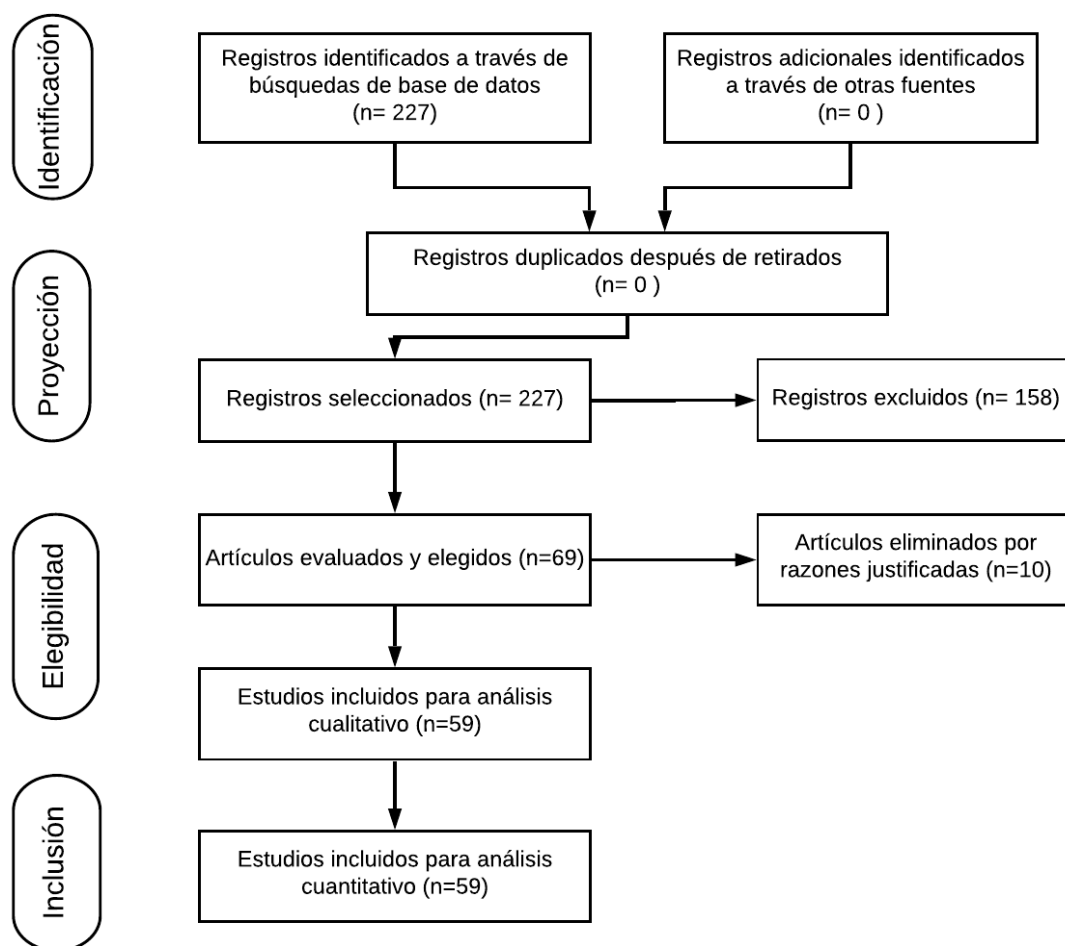 Identificación
Registros identificados a través de
búsquedas de base de datos
(n= 227)
Registros adicionales identificados
a través de otras fuentes
(n= 0 )
Proyección
Registros duplicados después de retirados
(n= 0 )
Registros seleccionados (n= 227)
Registros excluidos (n= 158)
Elegibilidad
Artículos evaluados y elegidos (n=69)
Artículos eliminados por
razones justificadas (n=10)
Estudios incluidos para análisis
cualitativo (n=59)
Inclusión
Estudios incluidos para análisis
cuantitativo (n=59)